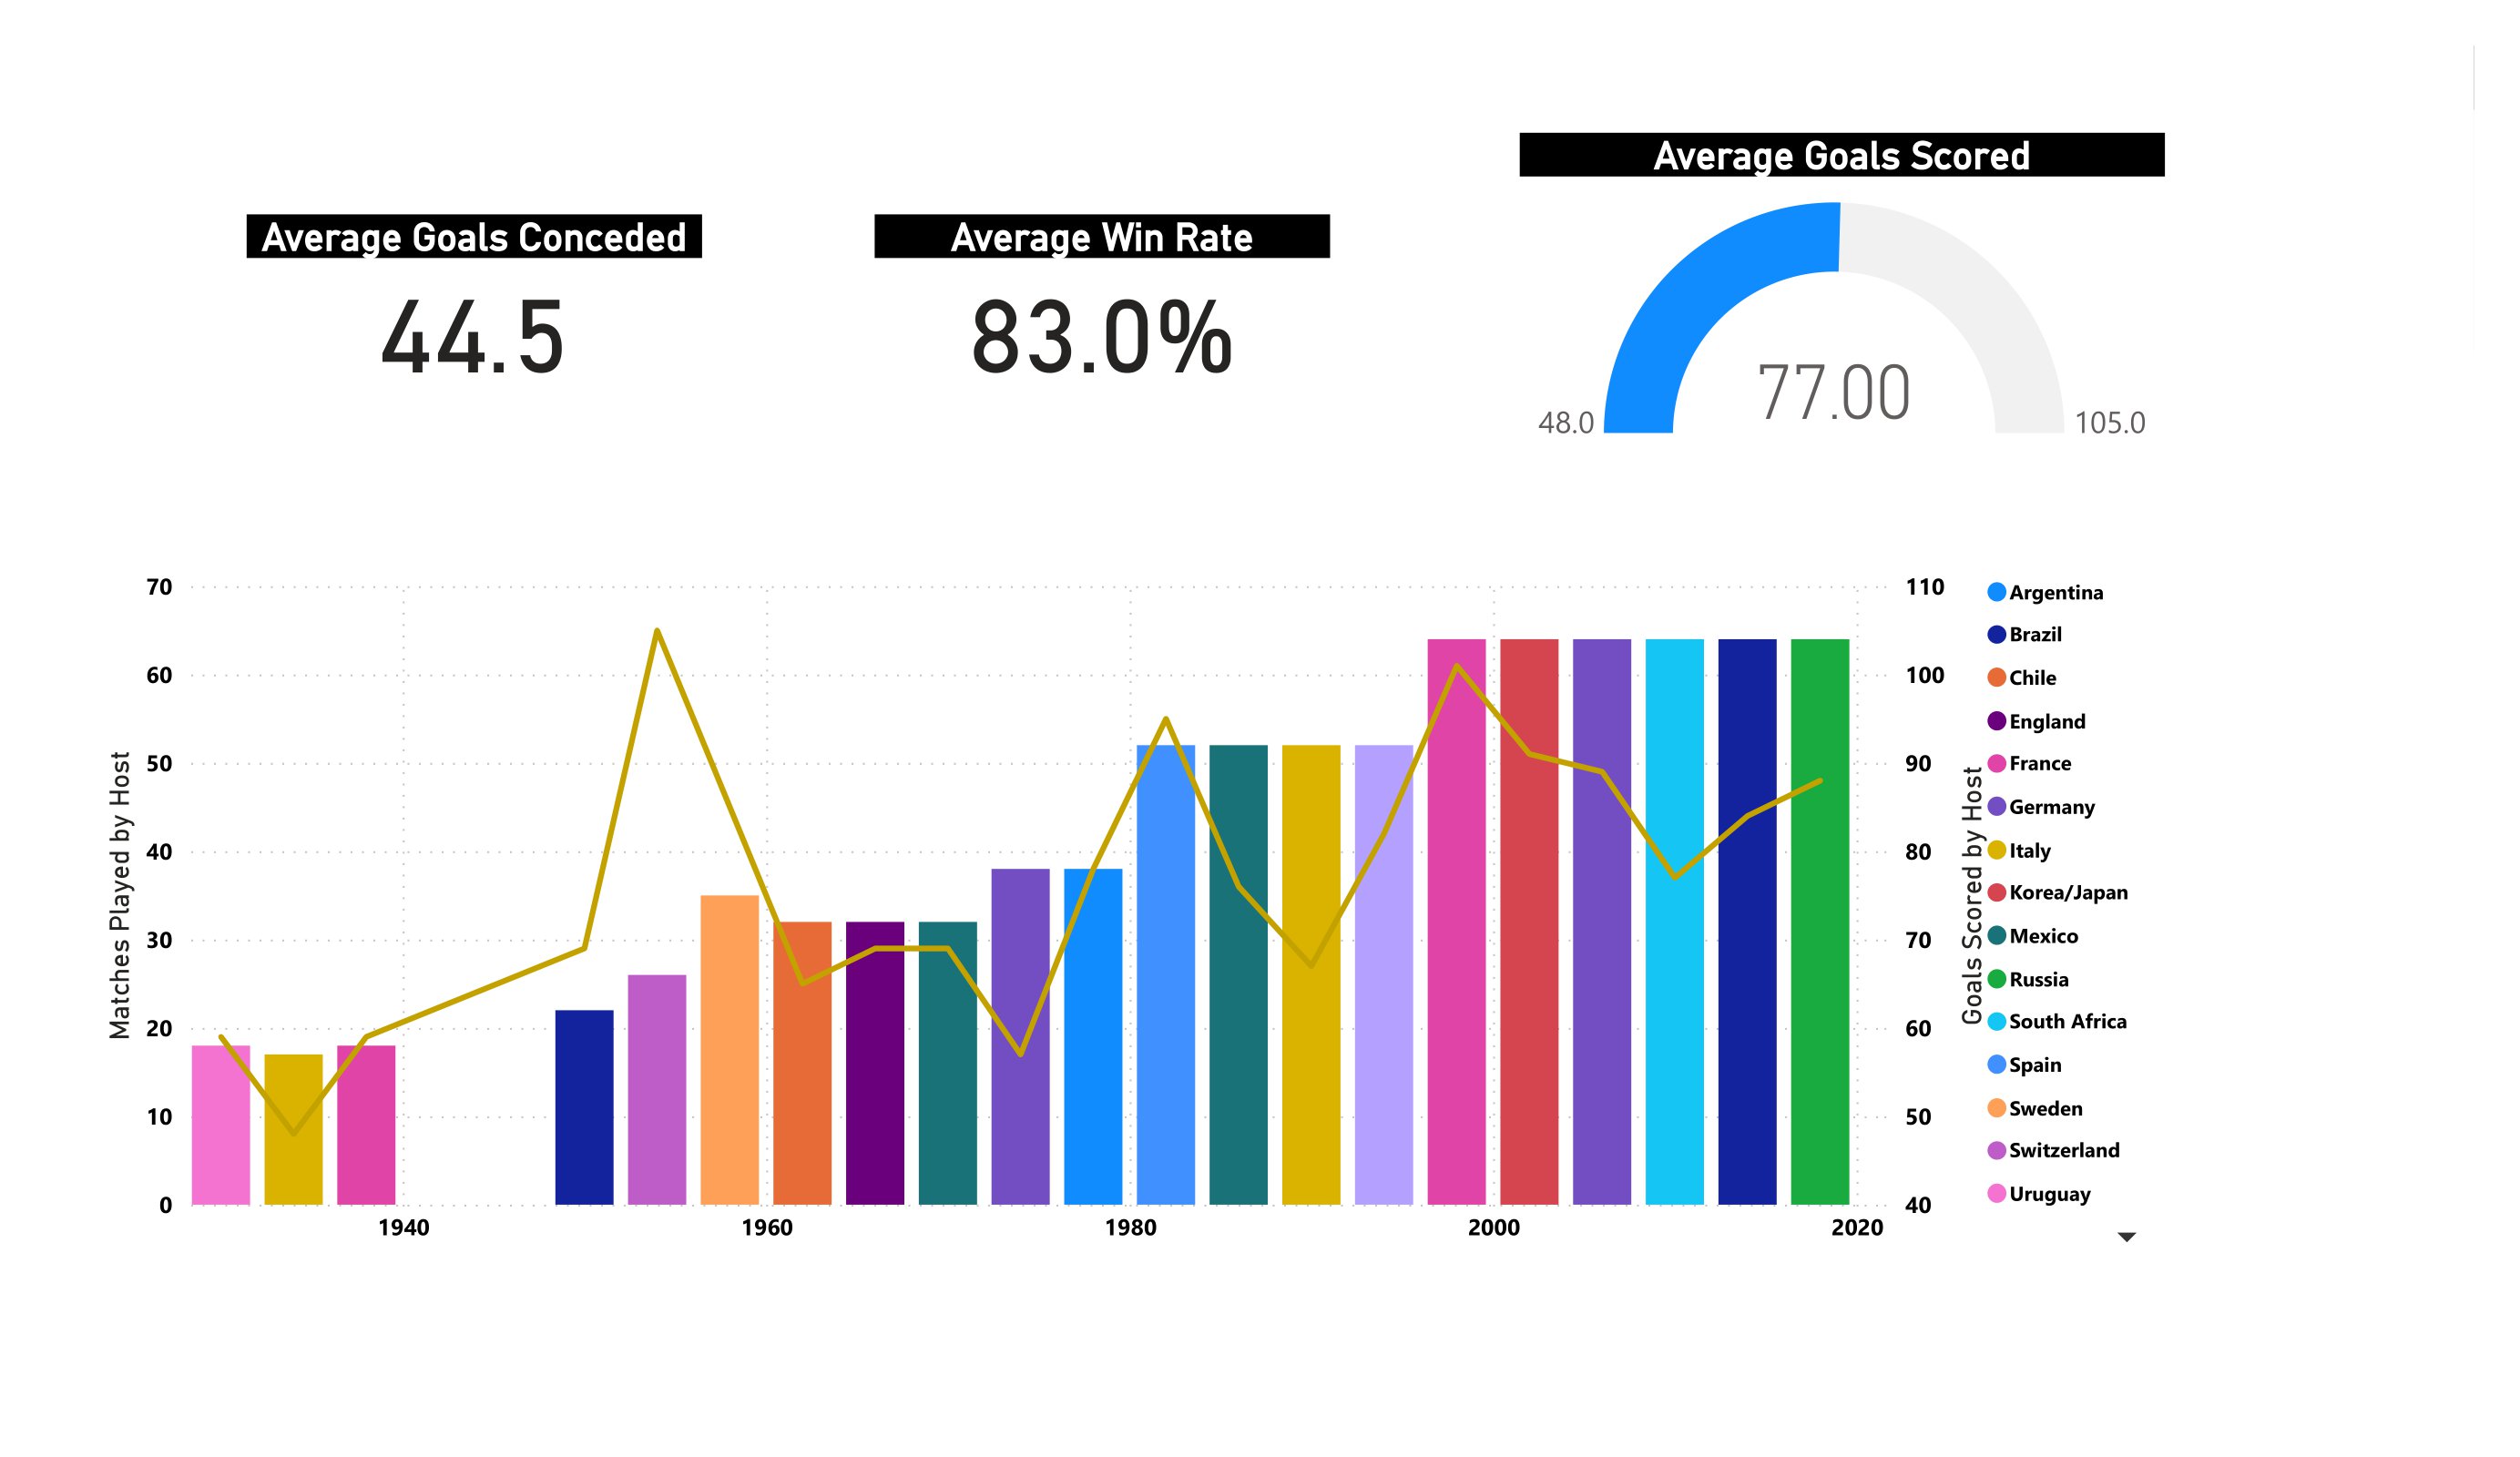 Average Goals Conceded
44.5
Average Win Rate
83.0%
Average Goals Scored
77.00
48.0
105.0
Matches Played by Host
70
60
50
40
30
20
10
0
1940
1960
1980
2000
2020
110
100
90
80
70
60
50
40
Goals Scored by Host
Argentina
Brazil
Chile
England
France
Germany
Italy
Korea/Japan
Mexico
Russia
South Africa
Spain
Sweden
Switzerland
Uruguay